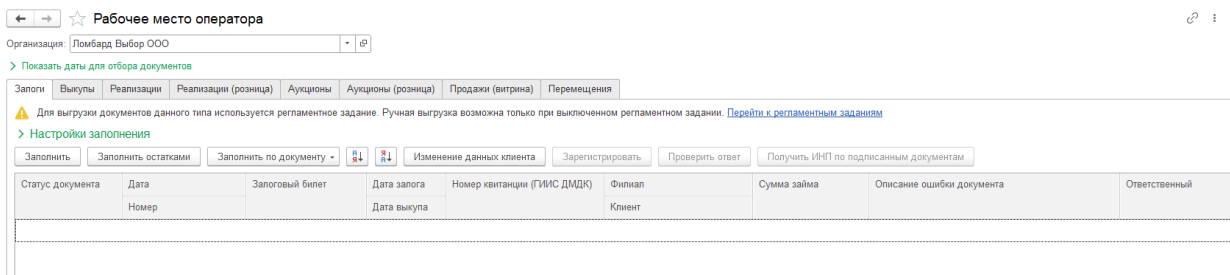 Рабочее место оператора
Организация: Ломбард Выбор ООО
Показать даты для отбора документов
Залоги Выкупы Реализации Реализации (розница) Аукционы Аукционы (розница) Продажи (витрина) Перемещения
Для выгрузки документов данного типа используется регламентное задание. Ручная выгрузка возможна только при выключенном регламентном задании. Перейти к регламентным заданиям
Настройки заполнения
Заполнить Заполнить остатками Заполнить по документу Изменение данных клиента Зарегистрировать Проверить ответ Получить ИНП по подписанным документам
Статус документа Дата Залоговый билет Дата залога Номер квитанции (ГИИС ДМДК) Филиал Сумма займа Описание ошибки документа Ответственный
Номер Дата выкупа Клиент